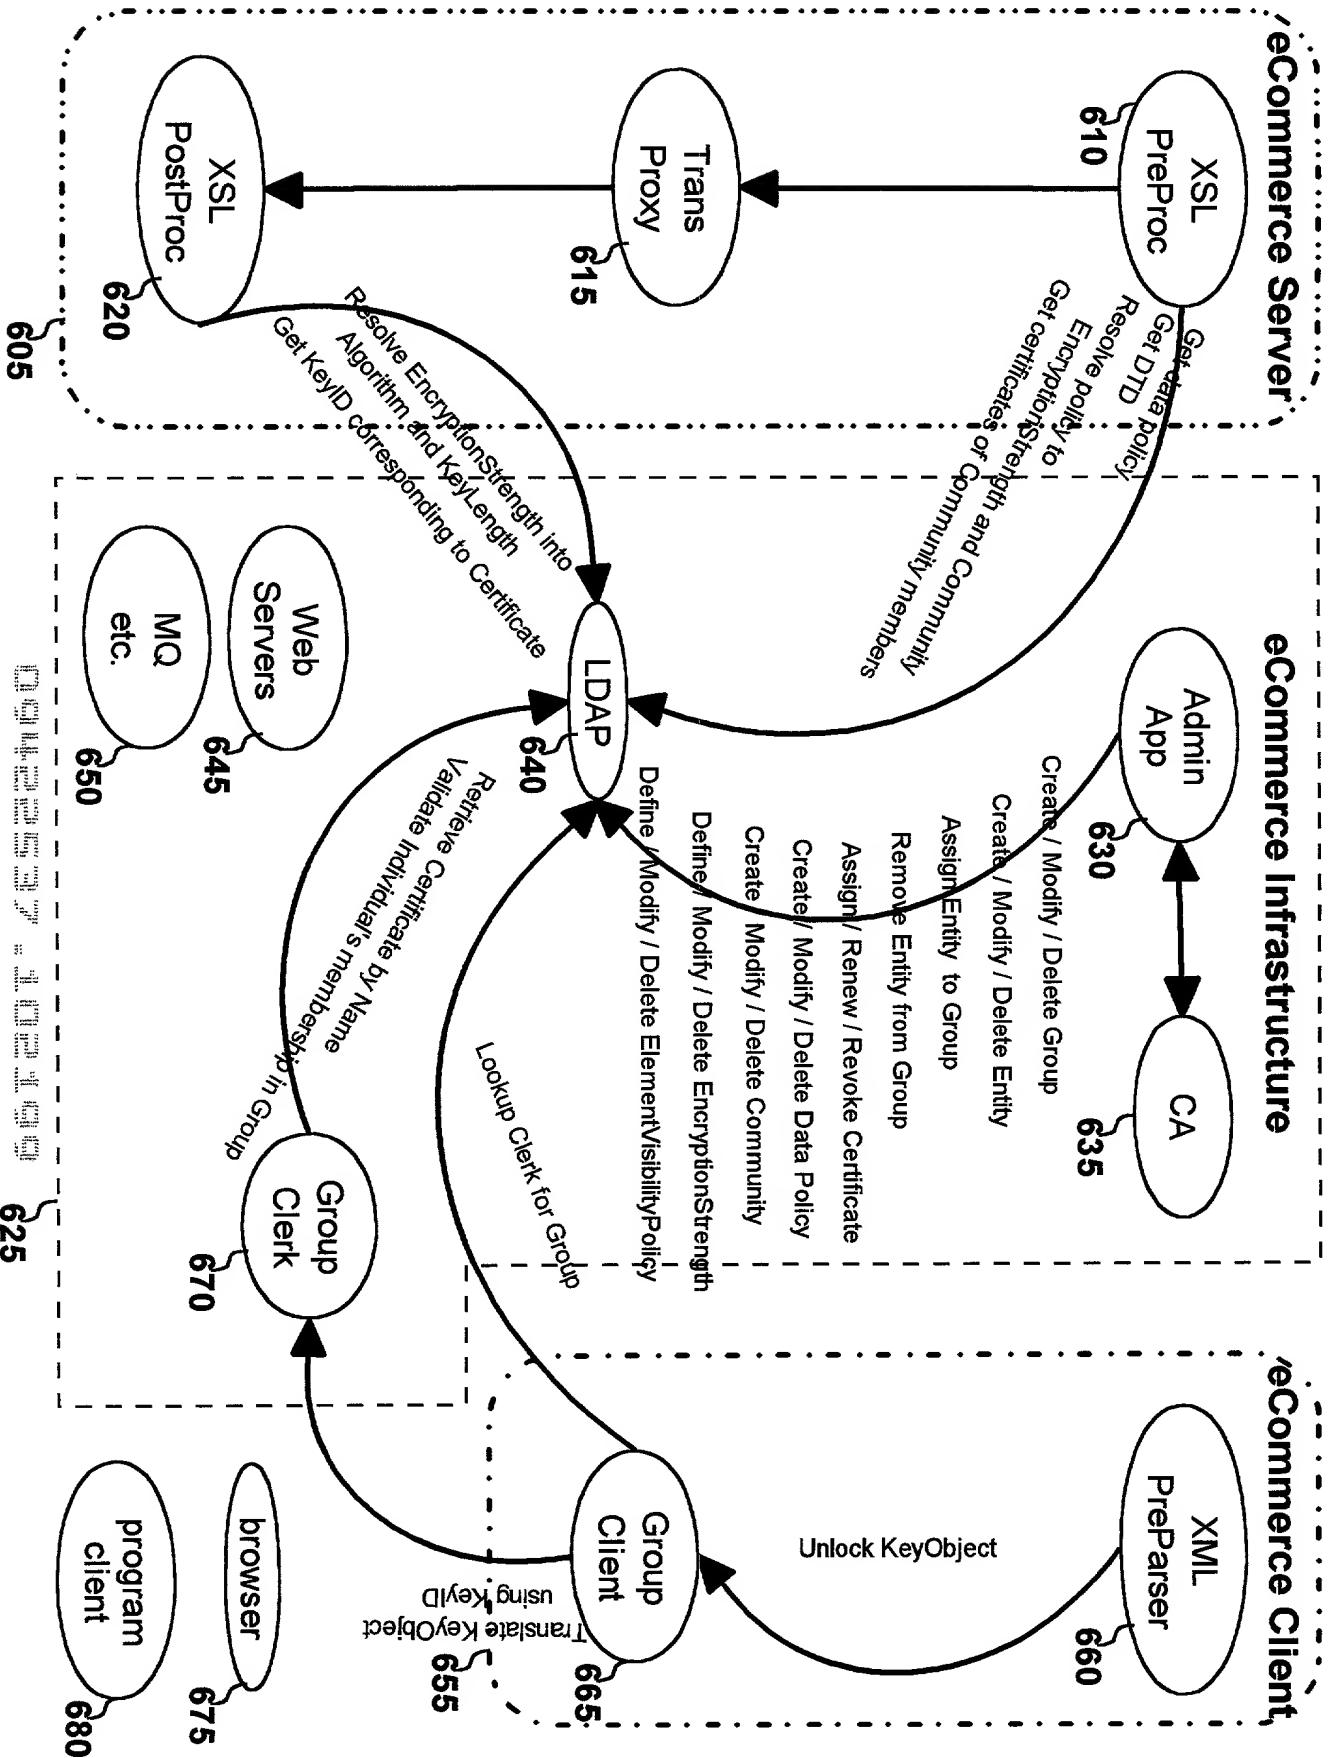 eCommerce Server
XSL
PreProc
610
Trans
Proxy
615
XSL
PostProc
620
605
Get data policy
Get DTD
Resolve policy to
EncryptionStrength and Community
Get certificates of Community members
Resolve EncryptionStrength into
Algorithm and KeyLength
Get KeyID corresponding to Certificate
eCommerce Infrastructure
Admin
App
630
CA
635
Create / Modify / Delete Group
Create / Modify / Delete Entity
Assign Entity to Group
Remove Entity from Group
Assign / Renew / Revoke Certificate
Create / Modify / Delete Data Policy
Create Modify / Delete Community
Define / Modify / Delete EncryptionStrength
Define / Modify / Delete ElementVisibilityPolicy
LDAP
640
Web
Servers
645
MQ
etc.
650
Retrieve Certificate by Name
Validate Individual's membership in Group
Lookup Clerk for Group
Group
Clerk
670
625
eCommerce Client
XML
PreParser
660
Unlock KeyObject
Group
Client
665
Translate KeyObject
using KeyID
655
browser
675
program
client
680
09422537.102199